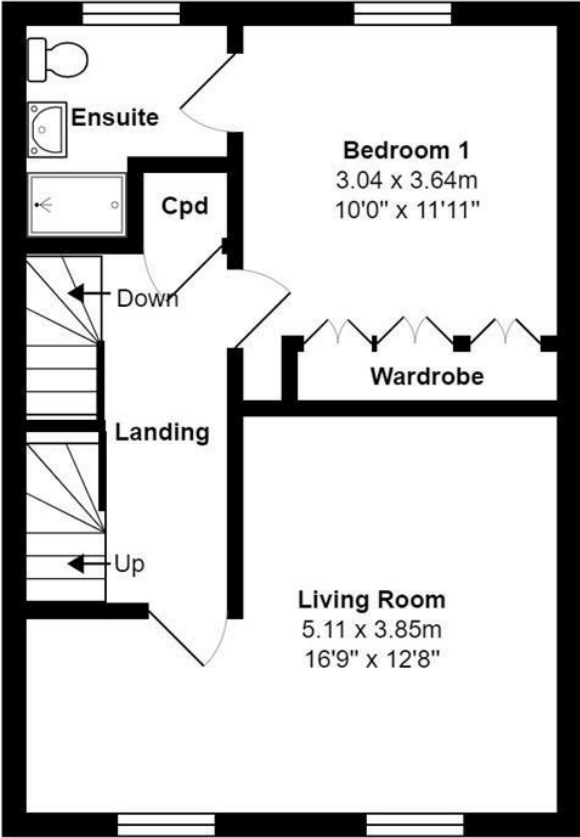 Ensuite
Bedroom 1
3.04 x 3.64m
10'0" x 11'11"
Cpd
Down
Wardrobe
Landing
Up
Living Room
5.11 x 3.85m
16'9" x 12'8"